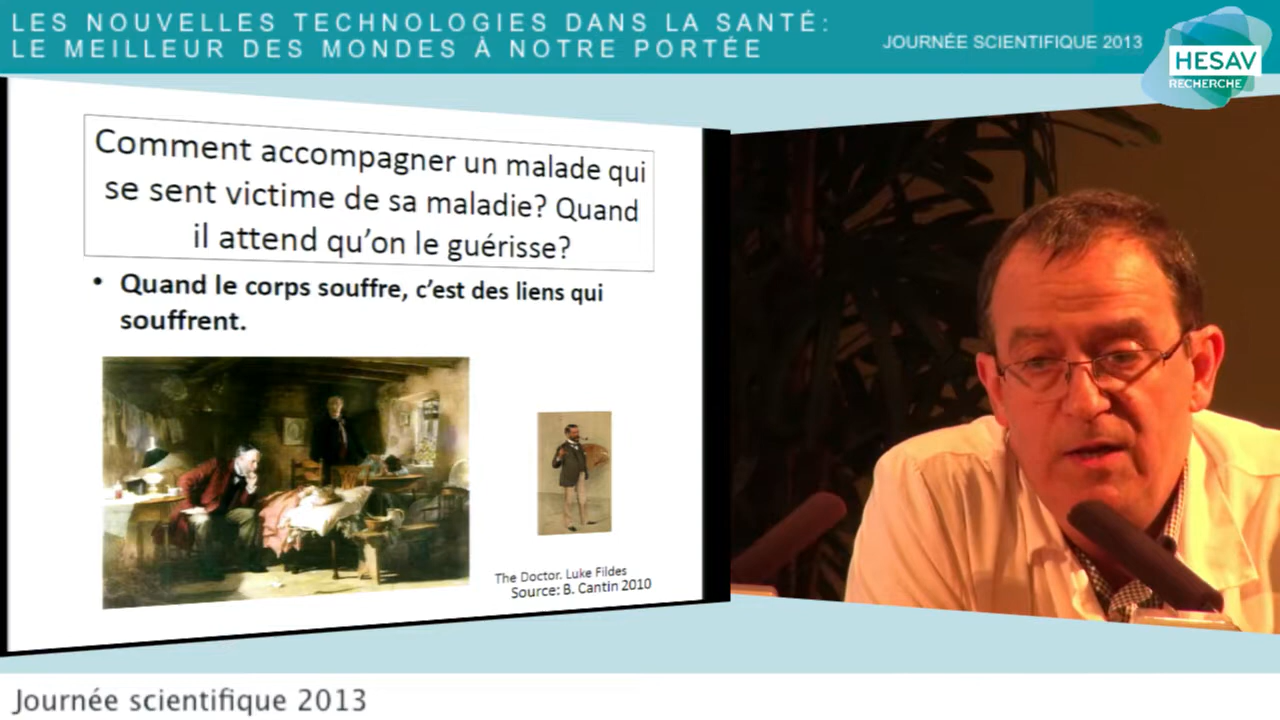 LES NOUVELLES TECHNOLOGIES DANS LA SANTÉ:
LE MEILLEUR DES MONDES À NOTRE PORTÉE
JOURNÉE SCIENTIFIQUE 2013
HESAV
RECHERCHE
Comment accompagner un malade qui
se sent victime de sa maladie? Quand
il attend qu'on le guérisse?
• Quand le corps souffre, c'est des liens qui
souffrent.
The Doctor. Luke Fildes
Source: B. Cantin 2010
Journée scientifique 2013